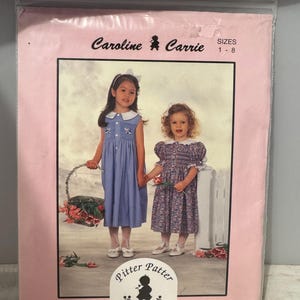 Caroline Carrie
SIZES
1 - 8
Pitter Patter